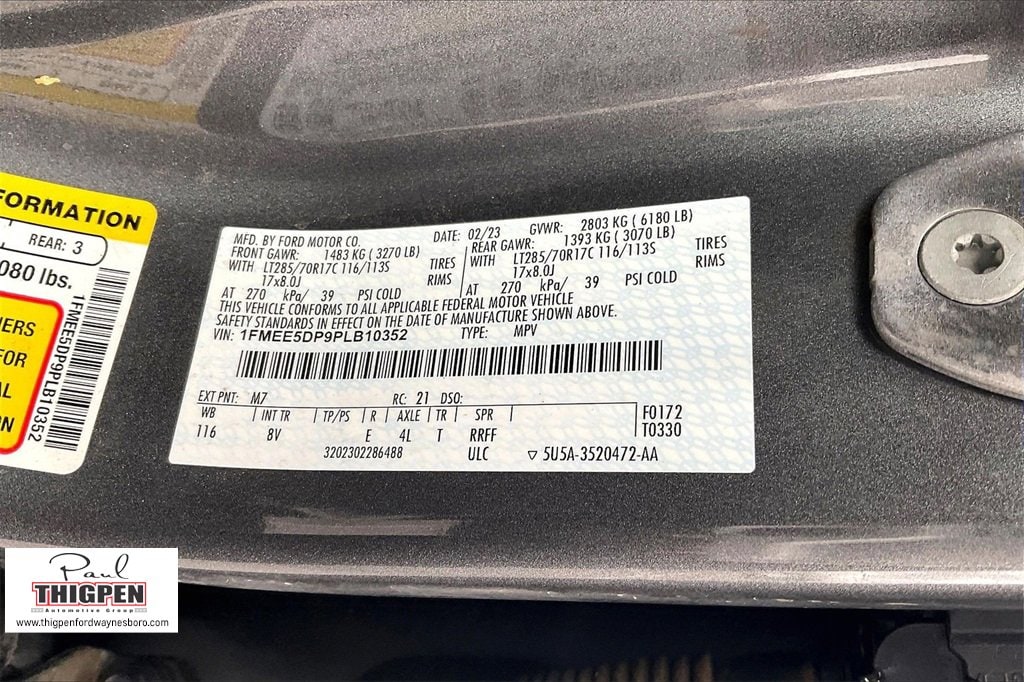 FORMATION
REAR: 3
080 lbs.
IERS
FOR
AL
N
1FMEE5DP9PLB10352
MFD. BY FORD MOTOR CO. DATE: 02/23 GVWR: 2803 KG ( 6180 LB)
FRONT GAWR: 1483 KG ( 3270 LB) REAR GAWR: 1393 KG ( 3070 LB)
WITH LT285/70R17C 116/113S TIRES WITH LT285/70R17C 116/113S TIRES
17x8.0J RIMS 17x8.0J RIMS
AT 270 kPa/ 39 PSI COLD AT 270 kPa/ 39 PSI COLD
THIS VEHICLE CONFORMS TO ALL APPLICABLE FEDERAL MOTOR VEHICLE
SAFETY STANDARDS IN EFFECT ON THE DATE OF MANUFACTURE SHOWN ABOVE.
VIN: 1FMEE5DP9PLB10352 TYPE: MPV
EXT PNT: M7 RC: 21 DSO:
WB INT TR TP/PS R AXLE TR SPR F0172
116 8V E 4L T RRFF T0330
3202302286488 ULC ▽ 5U5A-3520472-AA
Paul
THIGPEN
Automotive Group
www.thigpenfordwaynesboro.com